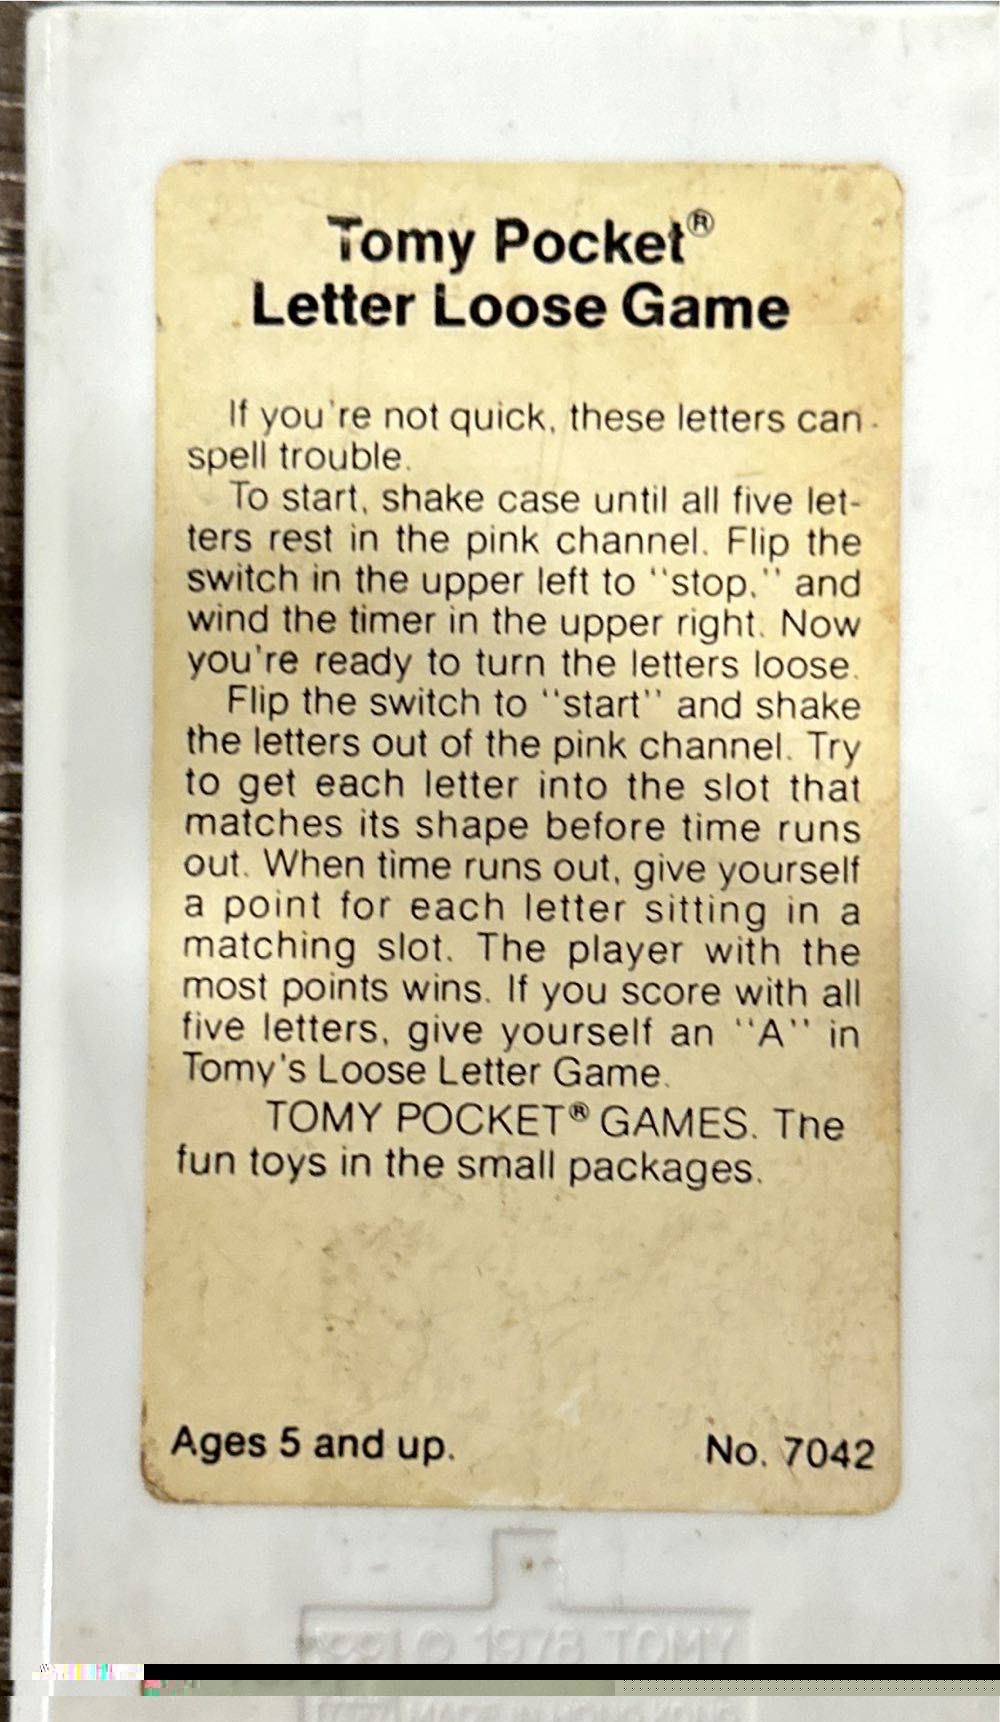 Tomy Pocket®
Letter Loose Game
If you're not quick, these letters can
spell trouble.
To start, shake case until all five let-
ters rest in the pink channel. Flip the
switch in the upper left to "stop," and
wind the timer in the upper right. Now
you're ready to turn the letters loose.
Flip the switch to "start" and shake
the letters out of the pink channel. Try
to get each letter into the slot that
matches its shape before time runs
out. When time runs out, give yourself
a point for each letter sitting in a
matching slot. The player with the
most points wins. If you score with all
five letters, give yourself an "A" in
Tomy's Loose Letter Game.
TOMY POCKET® GAMES. The
fun toys in the small packages.
Ages 5 and up. No. 7042
© 1978 TOMY
MADE IN HONG KONG